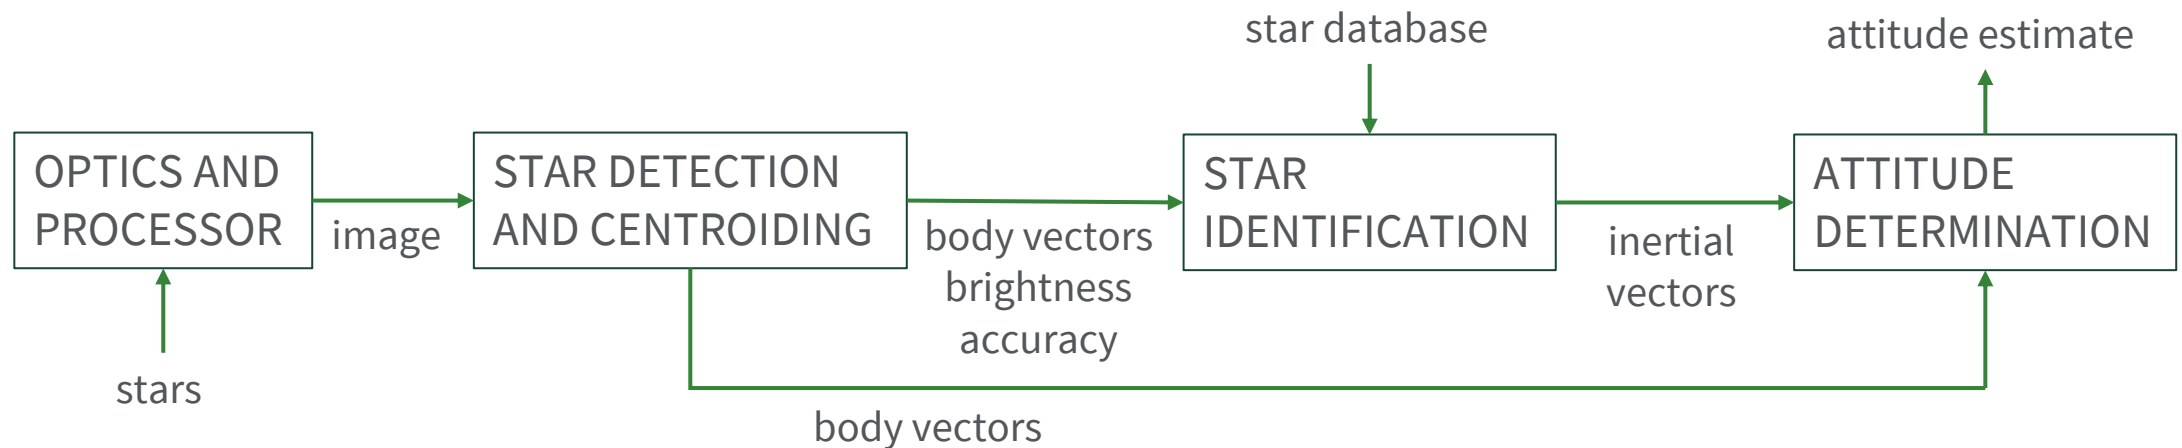 star database
attitude estimate
OPTICS AND
PROCESSOR
image
STAR DETECTION
AND CENTROIDING
body vectors
brightness
accuracy
STAR
IDENTIFICATION
inertial
vectors
ATTITUDE
DETERMINATION
stars
body vectors